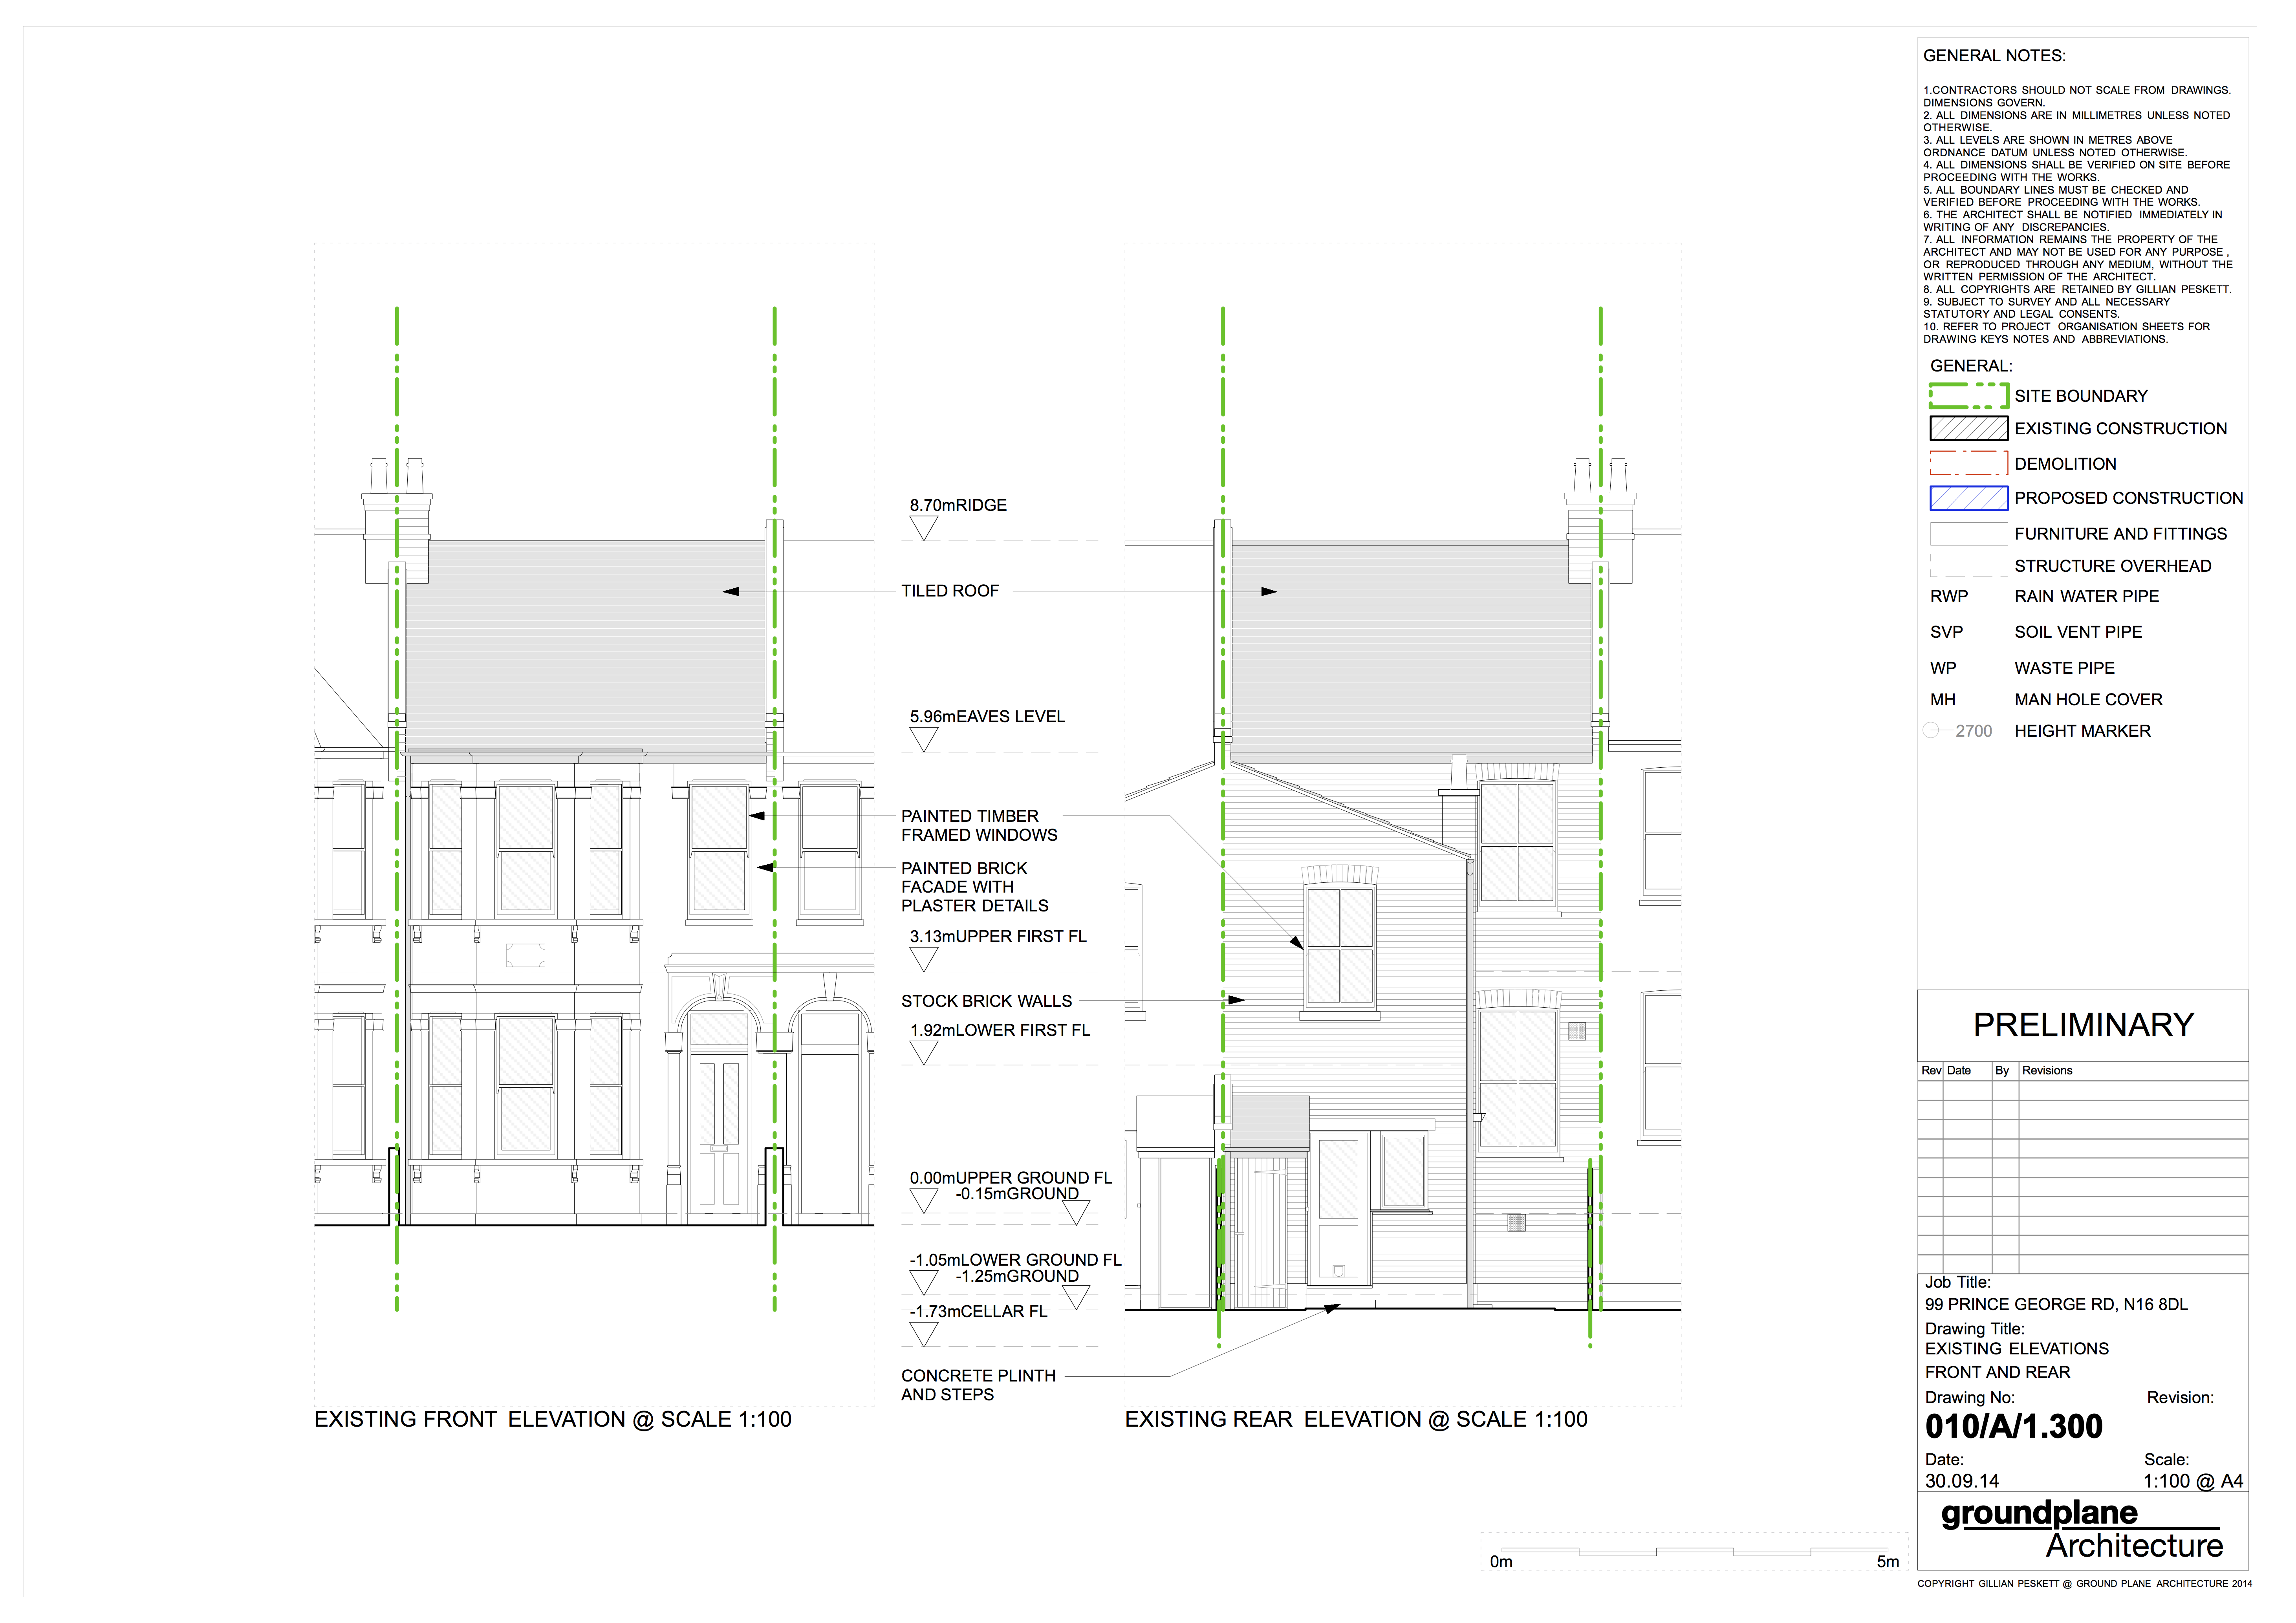 8.70mRIDGE
TILED ROOF
5.96mEAVES LEVEL
PAINTED TIMBER
FRAMED WINDOWS
PAINTED BRICK
FACADE WITH
PLASTER DETAILS
3.13mUPPER FIRST FL
STOCK BRICK WALLS
1.92mLOWER FIRST FL
0.00mUPPER GROUND FL
-0.15mGROUND
-1.05mLOWER GROUND FL
-1.25mGROUND
-1.73mCELLAR FL
CONCRETE PLINTH
AND STEPS
EXISTING FRONT ELEVATION @ SCALE 1:100
EXISTING REAR ELEVATION @ SCALE 1:100
0m 5m
GENERAL NOTES:
1.CONTRACTORS SHOULD NOT SCALE FROM DRAWINGS.
DIMENSIONS GOVERN.
2. ALL DIMENSIONS ARE IN MILLIMETRES UNLESS NOTED
OTHERWISE.
3. ALL LEVELS ARE SHOWN IN METRES ABOVE
ORDNANCE DATUM UNLESS NOTED OTHERWISE.
4. ALL DIMENSIONS SHALL BE VERIFIED ON SITE BEFORE
PROCEEDING WITH THE WORKS.
5. ALL BOUNDARY LINES MUST BE CHECKED AND
VERIFIED BEFORE PROCEEDING WITH THE WORKS.
6. THE ARCHITECT SHALL BE NOTIFIED IMMEDIATELY IN
WRITING OF ANY DISCREPANCIES.
7. ALL INFORMATION REMAINS THE PROPERTY OF THE
ARCHITECT AND MAY NOT BE USED FOR ANY PURPOSE ,
OR REPRODUCED THROUGH ANY MEDIUM, WITHOUT THE
WRITTEN PERMISSION OF THE ARCHITECT.
8. ALL COPYRIGHTS ARE RETAINED BY GILLIAN PESKETT.
9. SUBJECT TO SURVEY AND ALL NECESSARY
STATUTORY AND LEGAL CONSENTS.
10. REFER TO PROJECT ORGANISATION SHEETS FOR
DRAWING KEYS NOTES AND ABBREVIATIONS.
GENERAL:
SITE BOUNDARY
EXISTING CONSTRUCTION
DEMOLITION
PROPOSED CONSTRUCTION
FURNITURE AND FITTINGS
STRUCTURE OVERHEAD
RWP RAIN WATER PIPE
SVP SOIL VENT PIPE
WP WASTE PIPE
MH MAN HOLE COVER
2700 HEIGHT MARKER
PRELIMINARY
Rev Date By Revisions
Job Title:
99 PRINCE GEORGE RD, N16 8DL
Drawing Title:
EXISTING ELEVATIONS
FRONT AND REAR
Drawing No: Revision:
010/A/1.300
Date: Scale:
30.09.14 1:100 @ A4
groundplane
Architecture
COPYRIGHT GILLIAN PESKETT @ GROUND PLANE ARCHITECTURE 2014